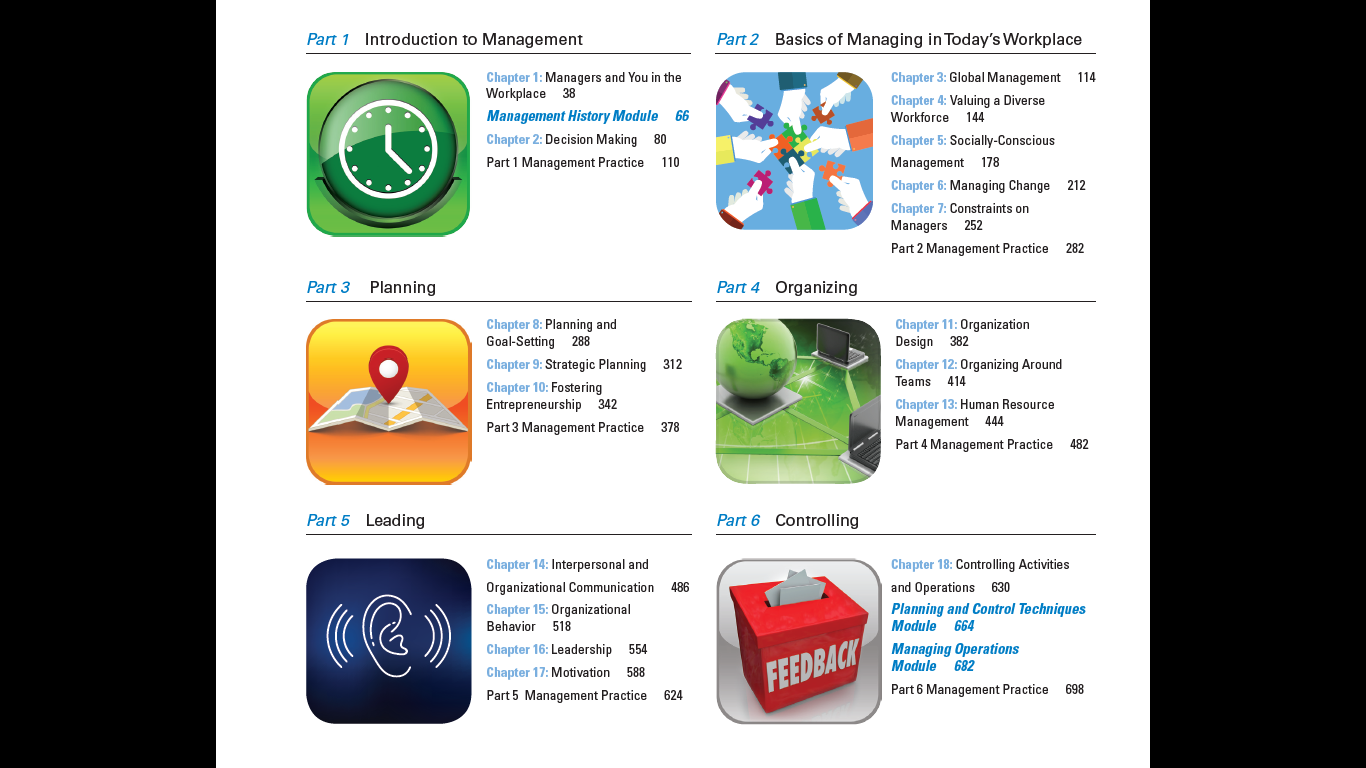 Part 1 Introduction to Management
Chapter 1: Managers and You in the
Workplace 38
Management History Module 66
Chapter 2: Decision Making 80
Part 1 Management Practice 110
Part 2 Basics of Managing in Today's Workplace
Chapter 3: Global Management 114
Chapter 4: Valuing a Diverse
Workforce 144
Chapter 5: Socially-Conscious
Management 178
Chapter 6: Managing Change 212
Chapter 7: Constraints on
Managers 252
Part 2 Management Practice 282
Part 3 Planning
Chapter 8: Planning and
Goal-Setting 288
Chapter 9: Strategic Planning 312
Chapter 10: Fostering
Entrepreneurship 342
Part 3 Management Practice 378
Part 4 Organizing
Chapter 11: Organization
Design 382
Chapter 12: Organizing Around
Teams 414
Chapter 13: Human Resource
Management 444
Part 4 Management Practice 482
Part 5 Leading
Chapter 14: Interpersonal and
Organizational Communication 486
Chapter 15: Organizational
Behavior 518
Chapter 16: Leadership 554
Chapter 17: Motivation 588
Part 5 Management Practice 624
Part 6 Controlling
FEEDBACK
Chapter 18: Controlling Activities
and Operations 630
Planning and Control Techniques
Module 664
Managing Operations
Module 682
Part 6 Management Practice 698